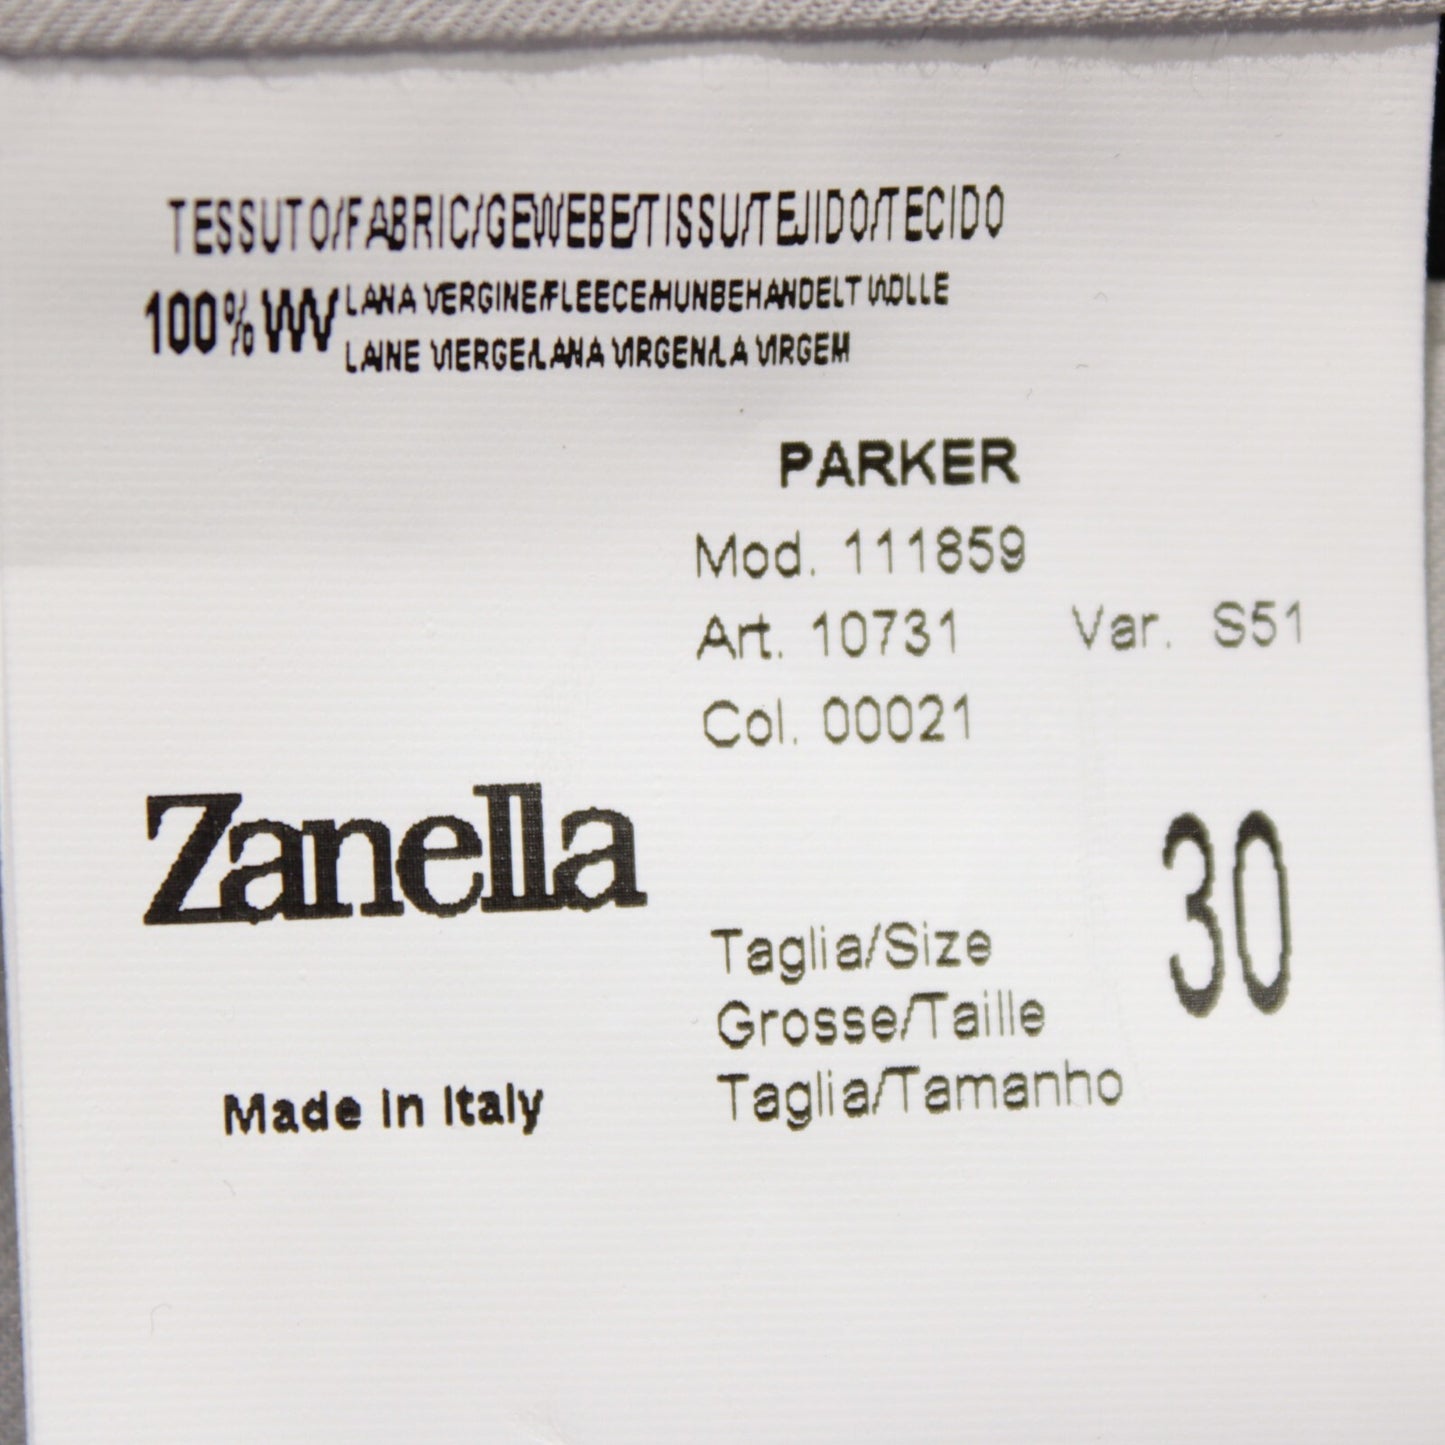 TESSUTO/FABRIC/GEWEBE/TISSU/TEJIDO/TECIDO
100% WV LANA VERGINE/FLEECE/HUNBEHANDELT WOLLE
LAINE VIERGE/LANA VIRGEN/LA VIRGEM
PARKER
Mod. 111859
Art. 10731 Var. S51
Col. 00021
Zanella
30
Taglia/Size
Grosse/Taille
Taglia/Tamanho
Made in Italy